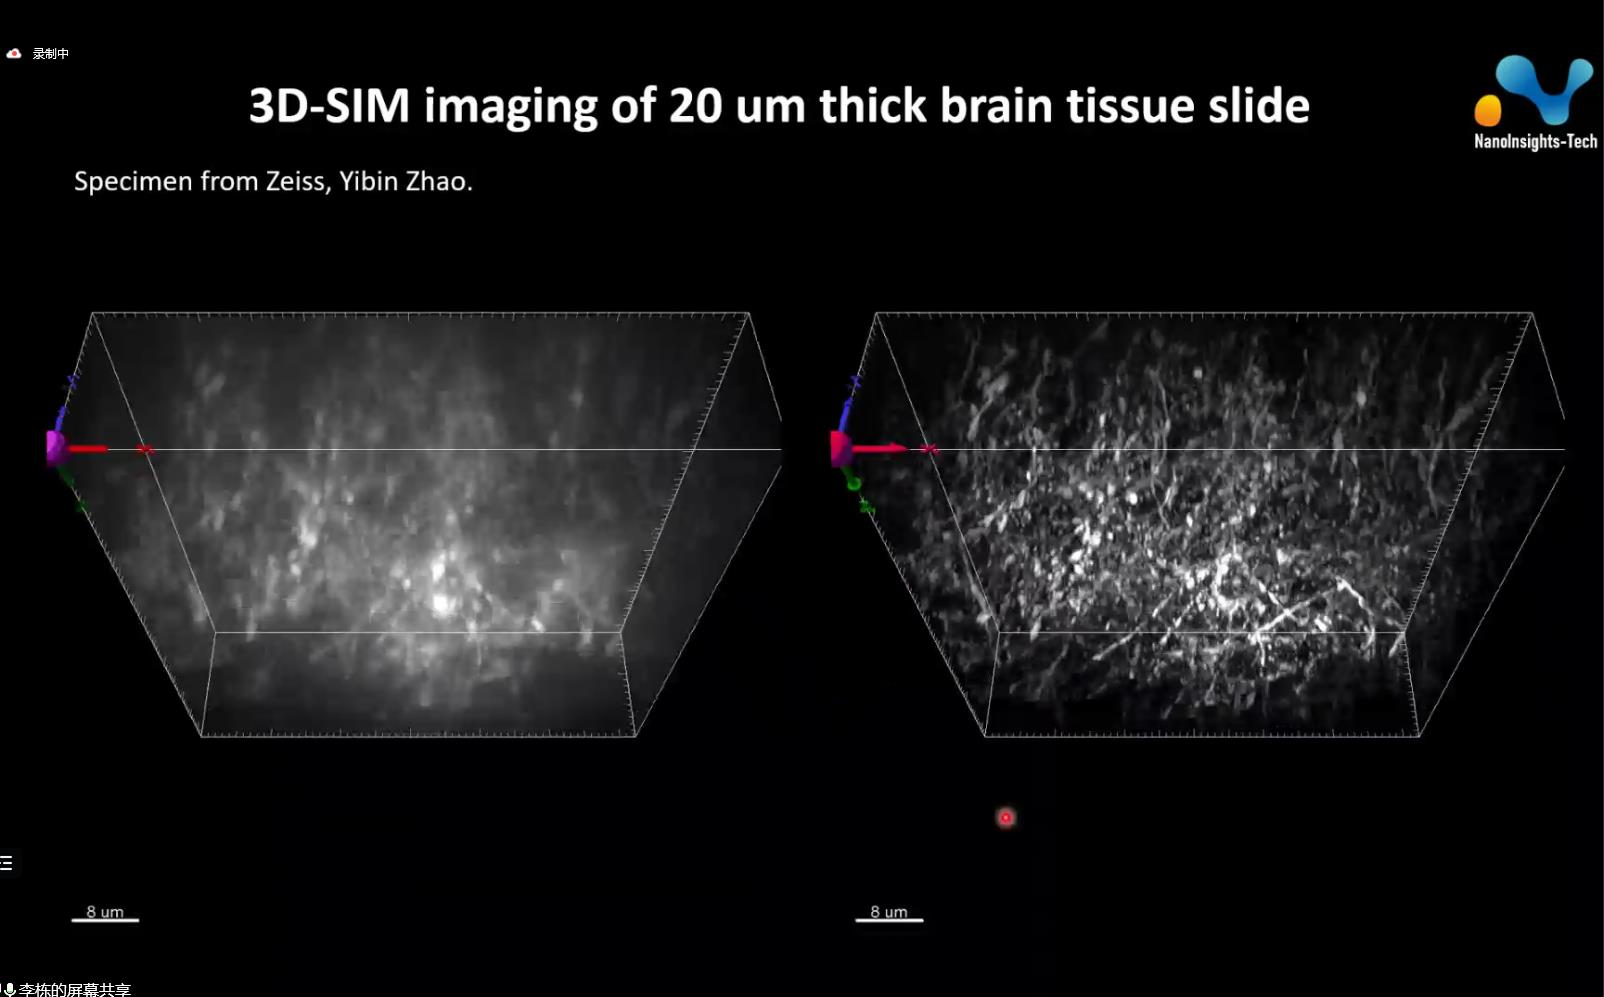 录制中
3D-SIM imaging of 20 um thick brain tissue slide
NanoInsights-Tech
Specimen from Zeiss, Yibin Zhao.
8 um
8 um
李栋的屏幕共享